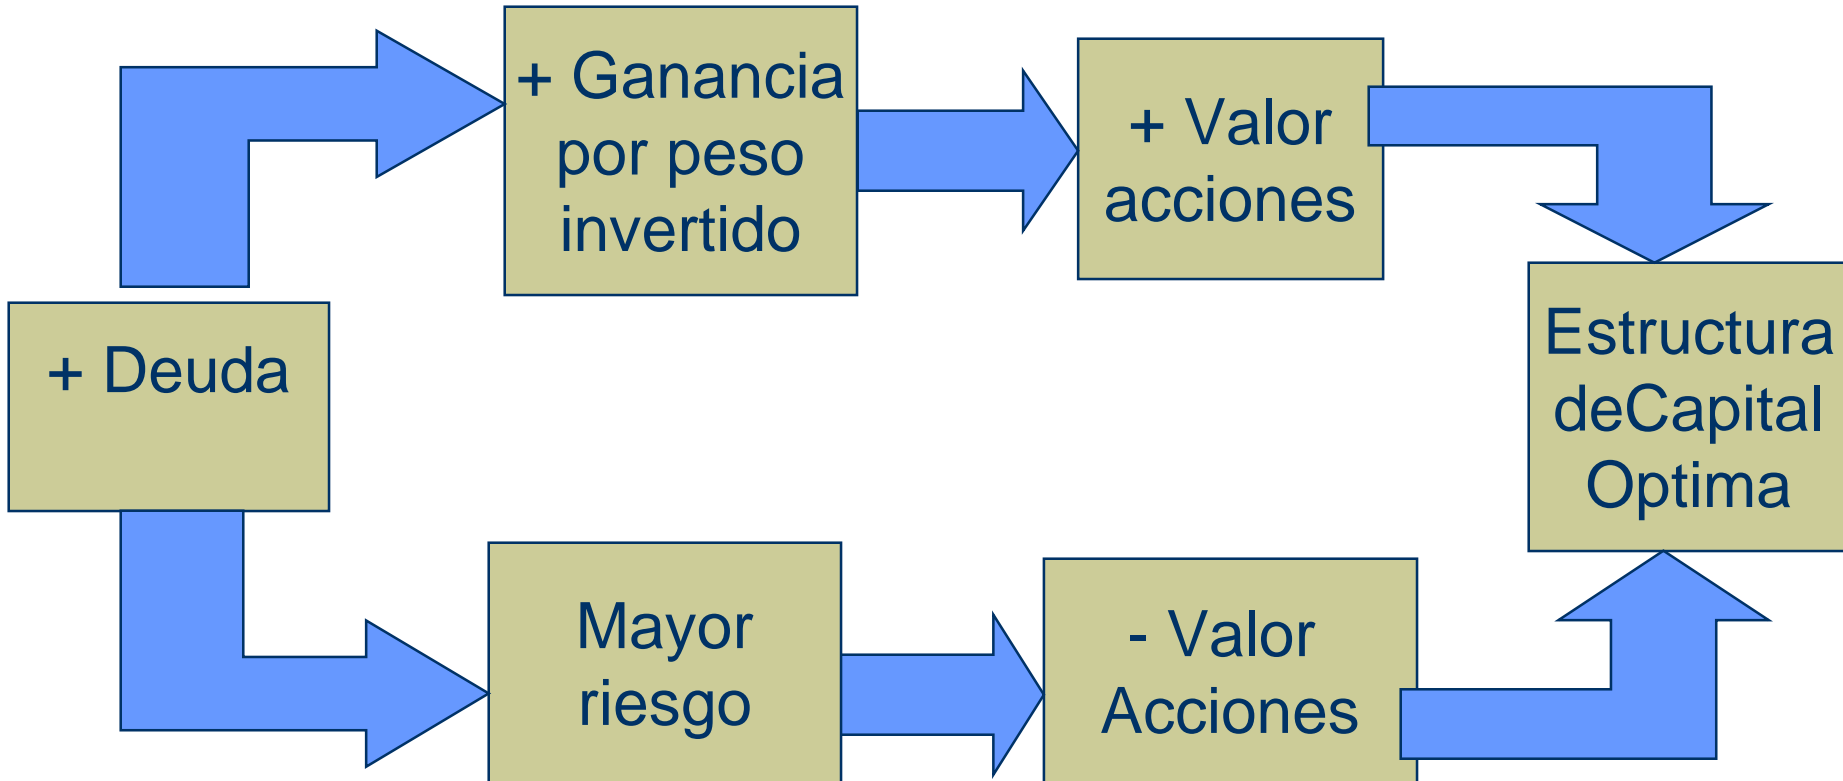 + Ganancia
por peso
invertido
+ Valor
acciones
+ Deuda
Estructura
deCapital
Optima
Mayor
riesgo
- Valor
Acciones